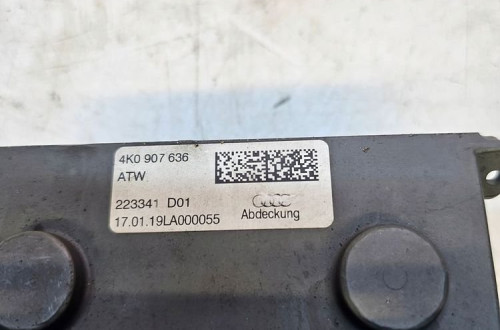 4K0 907 636
ATW
223341 D01
17.01.19LA000055
Abdeckung